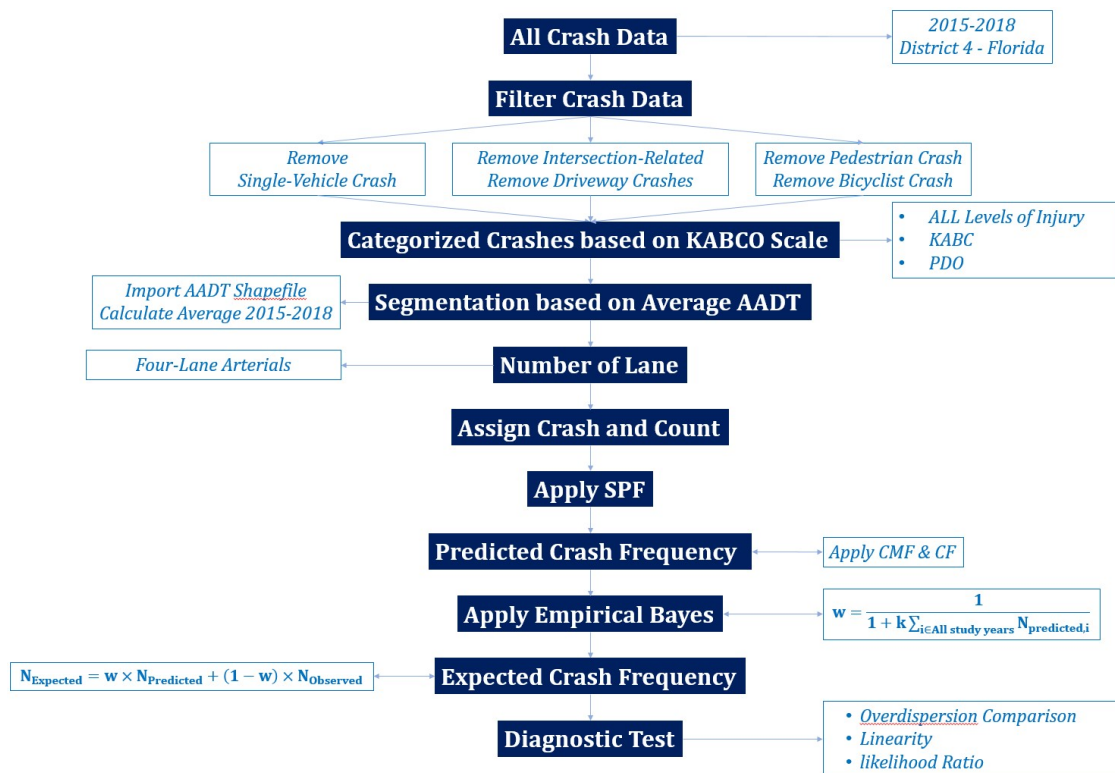 All Crash Data
2015-2018
District 4 - Florida
Filter Crash Data
Remove
Single-Vehicle Crash
Remove Intersection-Related
Remove Driveway Crashes
Remove Pedestrian Crash
Remove Bicyclist Crash
Categorized Crashes based on KABCO Scale
• ALL Levels of Injury
• KABC
• PDO
Import AADT Shapefile
Calculate Average 2015-2018
Segmentation based on Average AADT
Four-Lane Arterials
Number of Lane
Assign Crash and Count
Apply SPF
Predicted Crash Frequency
Apply CMF & CF
Apply Empirical Bayes
w = 1 / (1 + k ∑i∈All study years Npredicted,i)
NExpected = w × NPredicted + (1 − w) × NObserved
Expected Crash Frequency
Diagnostic Test
• Overdispersion Comparison
• Linearity
• likelihood Ratio